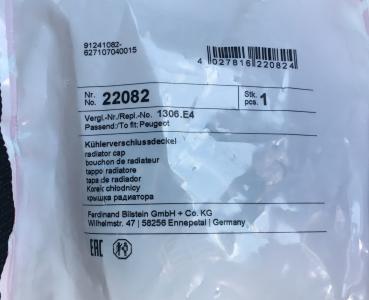 91241082-
627107040015
4 027816 220824
Nr.
No. 22082
Stk.
pcs. 1
Vergl.-Nr./Repl.-No. 1306.E4
Passend:/To fit: Peugeot
Kühlerverschlussdeckel
radiator cap
bouchon de radiateur
tappo radiatore
tapa de radiador
Korek chłodnicy
крышка радиатора
Ferdinand Bilstein GmbH + Co. KG
Wilhelmstr. 47 | 58256 Ennepetal | Germany
EAC